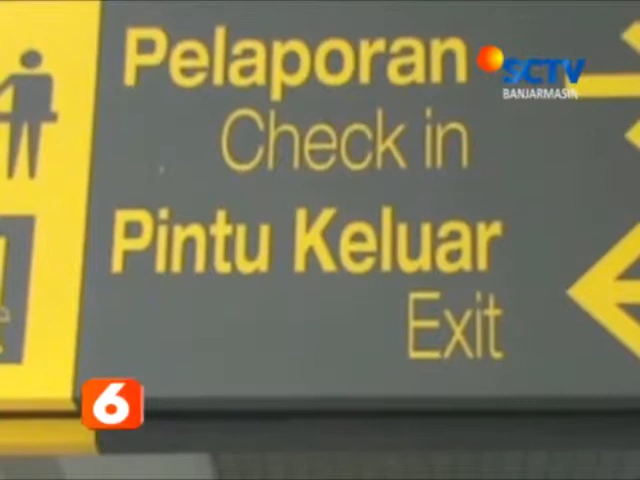 Pelaporan
Check in
SCTV
BANJARMASIN
Pintu Keluar
Exit
6